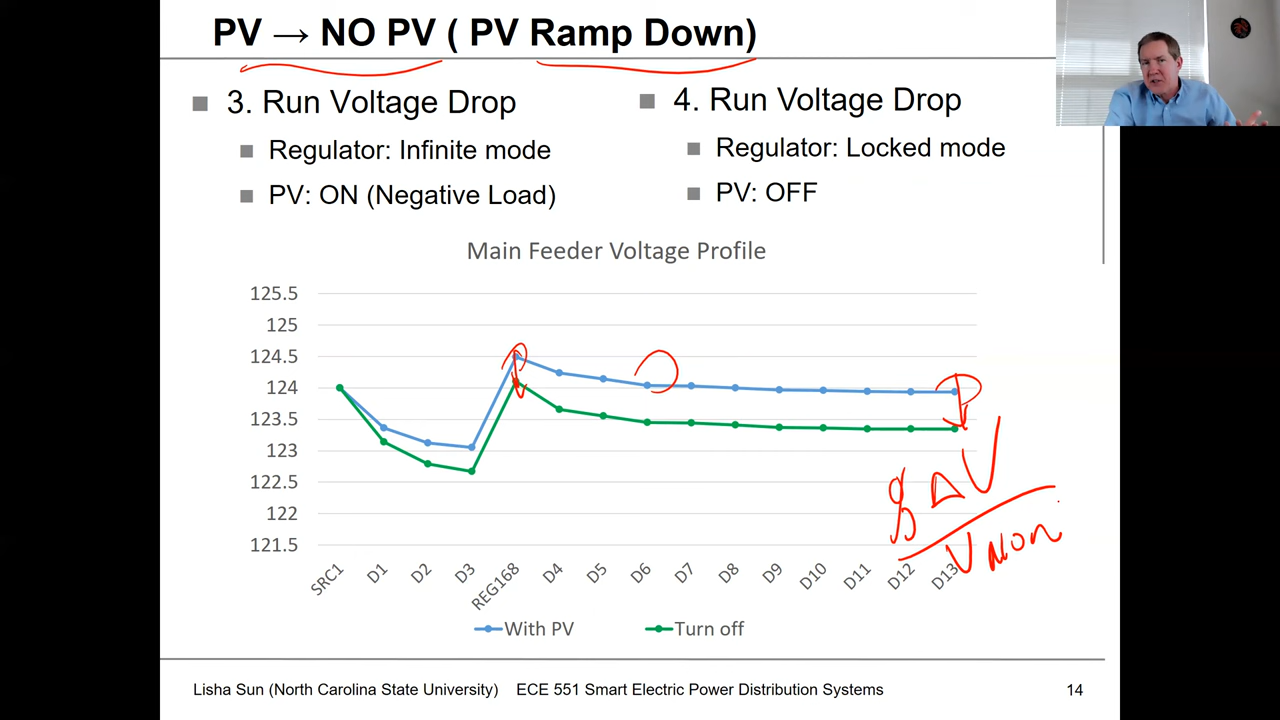 PV → NO PV ( PV Ramp Down)
3. Run Voltage Drop
Regulator: Infinite mode
PV: ON (Negative Load)
4. Run Voltage Drop
Regulator: Locked mode
PV: OFF
Main Feeder Voltage Profile
125.5
125
124.5
124
123.5
123
122.5
122
121.5
SRC1
D1
D2
D3
REG168
D4
D5
D6
D7
D8
D9
D10
D11
D12
D13
% ΔV
V non
With PV
Turn off
Lisha Sun (North Carolina State University) ECE 551 Smart Electric Power Distribution Systems
14